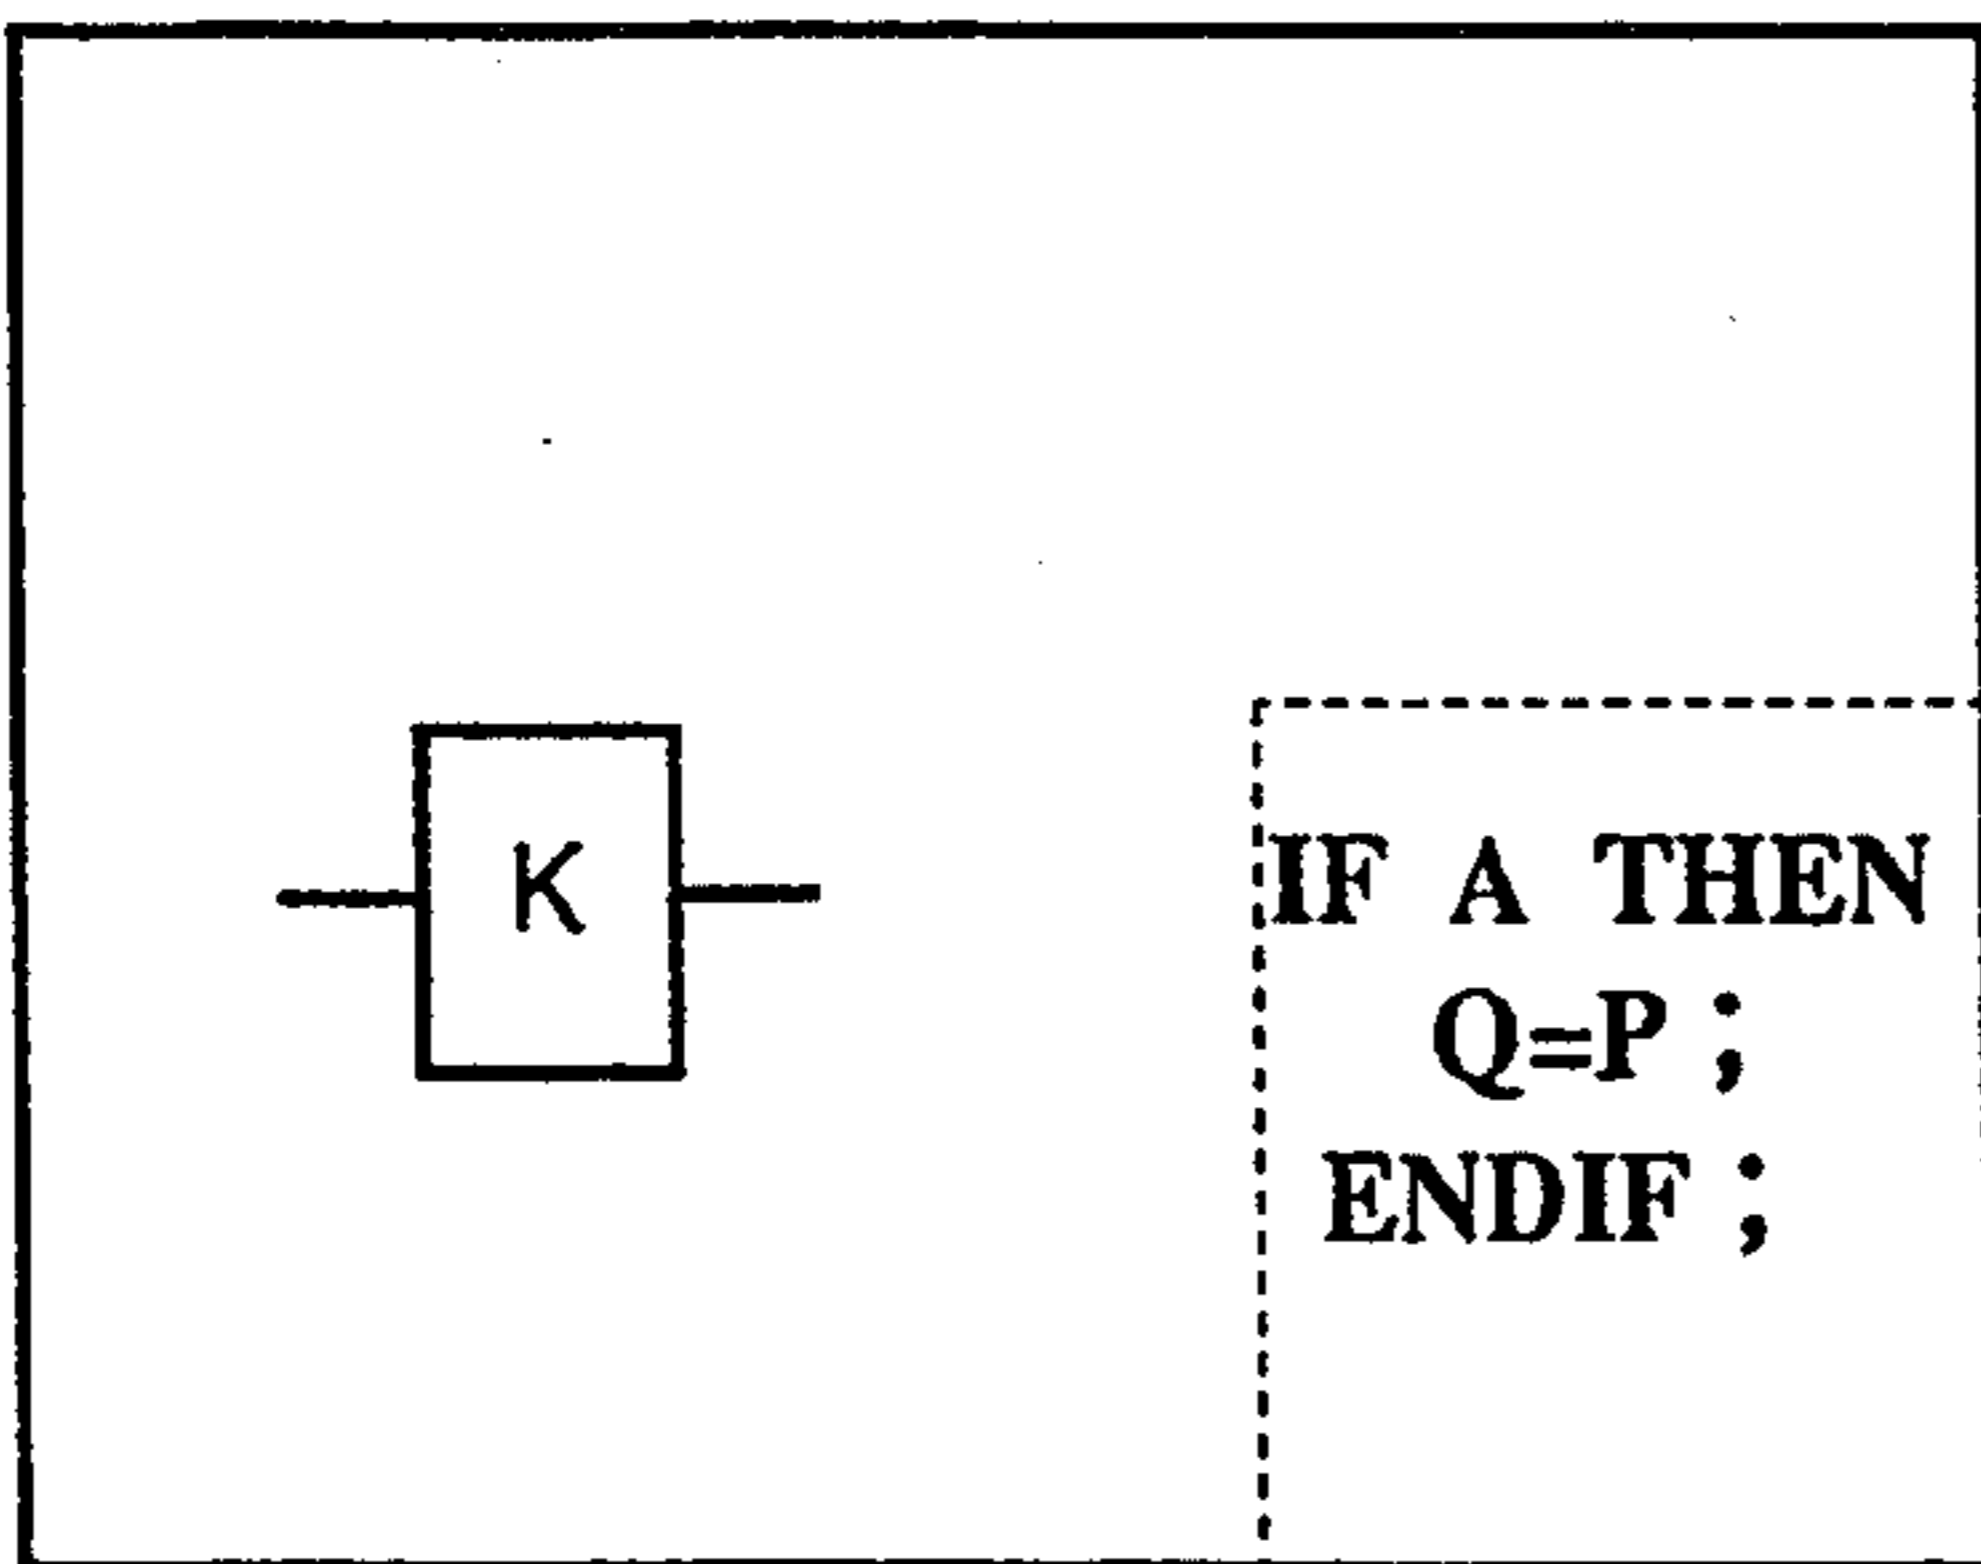 K
IF A THEN
Q=P ;
ENDIF ;